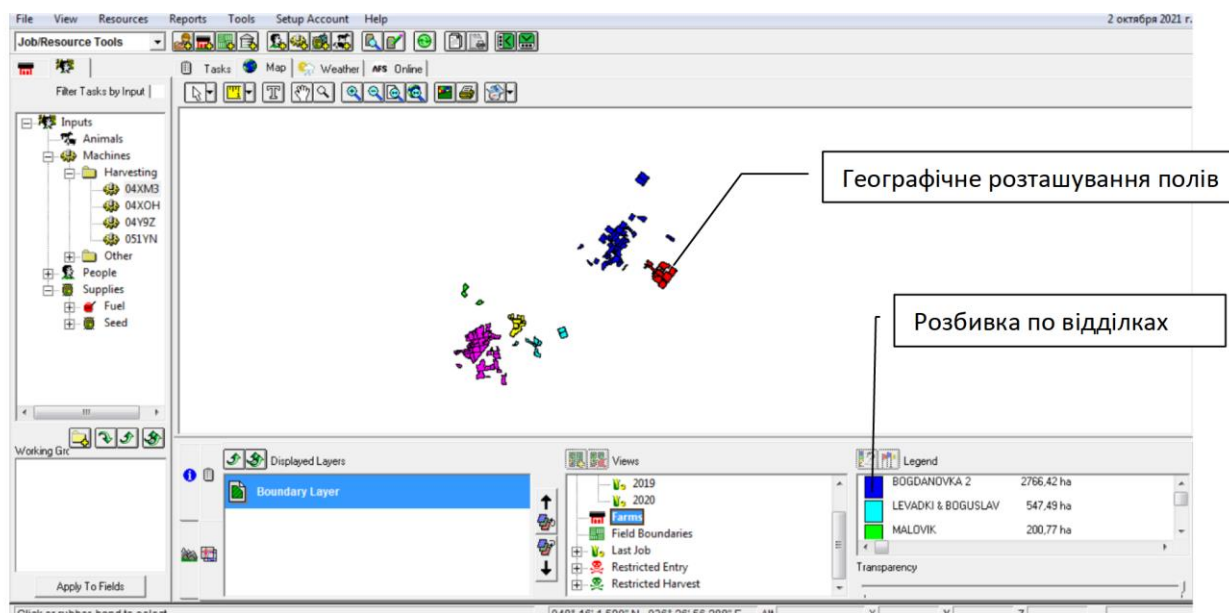 File View Resources Reports Tools Setup Account Help 2 октября 2021 г.
Job/Resource Tools
Tasks Map Weather AFS Online
Filter Tasks by Input
Inputs
Animals
Machines
Harvesting
04XM3
04XOH
04Y9Z
051YN
Other
People
Supplies
Fuel
Seed
Географічне розташування полів
Розбивка по відділках
Working Gro
Apply To Fields
Displayed Layers
Boundary Layer
Views
2019
2020
Farms
Field Boundaries
Last Job
Restricted Entry
Restricted Harvest
Legend
BOGDANOVKA 2 2766,42 ha
LEVADKI & BOGUSLAV 547,49 ha
MALOVIK 200,77 ha
Transparency